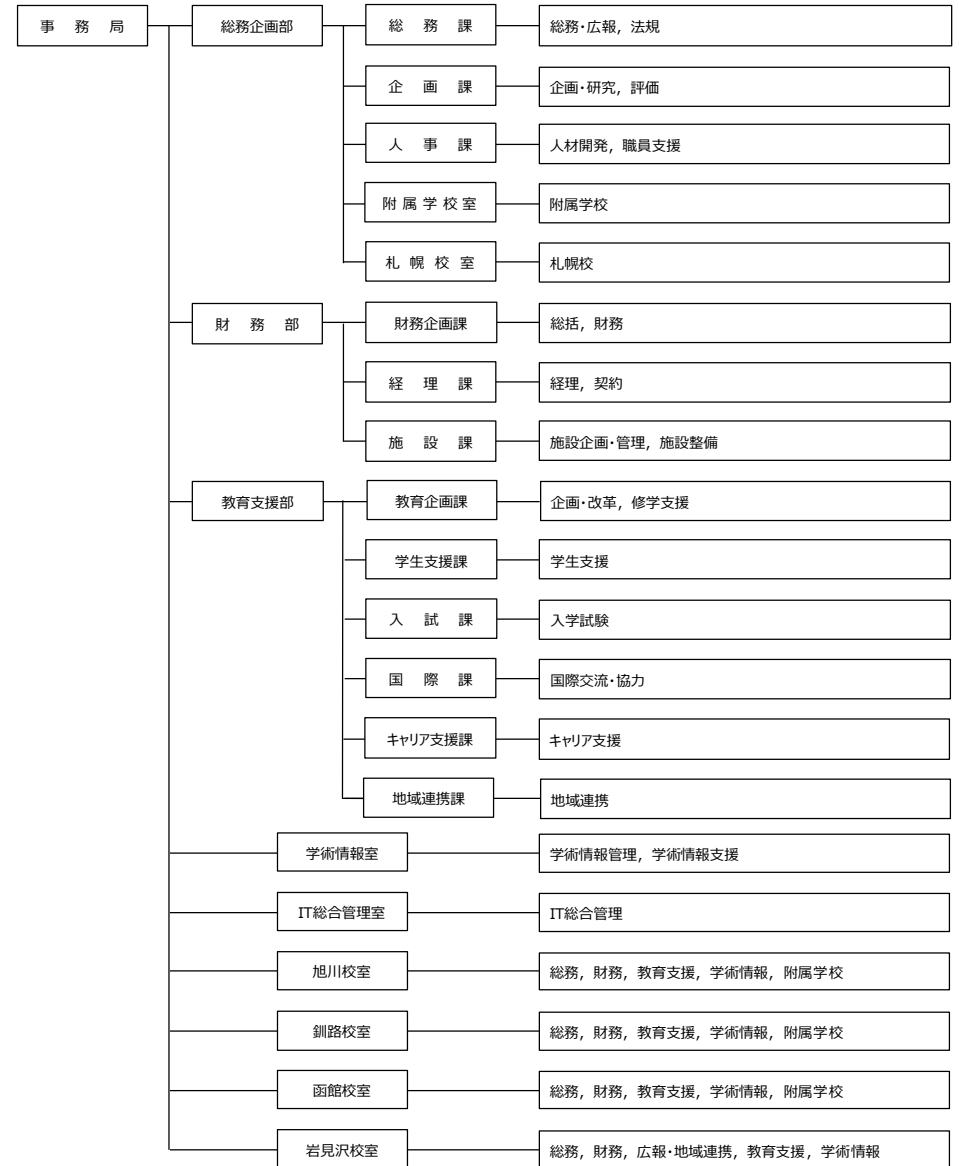 事務局 総務企画部 総務課 総務・広報，法規
企画課 企画・研究，評価
人事課 人材開発，職員支援
附属学校室 附属学校
札幌校室 札幌校
財務部 財務企画課 総括，財務
経理課 経理，契約
施設課 施設企画・管理，施設整備
教育支援部 教育企画課 企画・改革，修学支援
学生支援課 学生支援
入試課 入学試験
国際課 国際交流・協力
キャリア支援課 キャリア支援
地域連携課 地域連携
学術情報室 学術情報管理，学術情報支援
IT総合管理室 IT総合管理
旭川校室 総務，財務，教育支援，学術情報，附属学校
釧路校室 総務，財務，教育支援，学術情報，附属学校
函館校室 総務，財務，教育支援，学術情報，附属学校
岩見沢校室 総務，財務，広報・地域連携，教育支援，学術情報